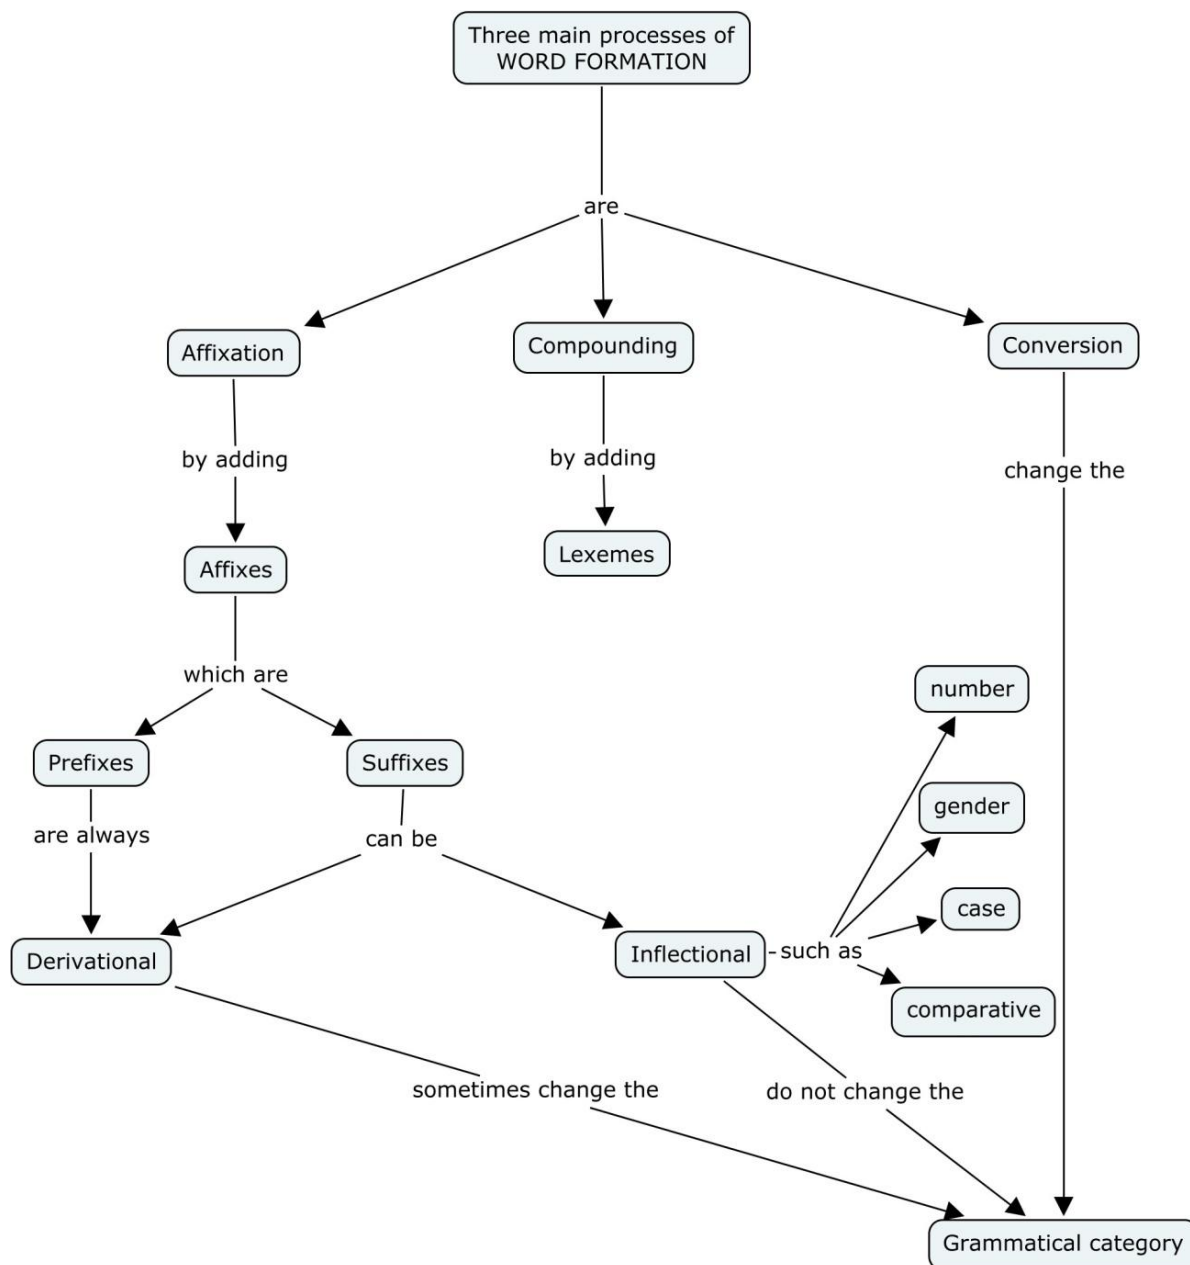 Three main processes of
WORD FORMATION
are
Affixation
Compounding
Conversion
by adding
by adding
change the
Affixes
Lexemes
which are
number
Prefixes
Suffixes
gender
are always
can be
case
Derivational
Inflectional
such as
comparative
sometimes change the
do not change the
Grammatical category